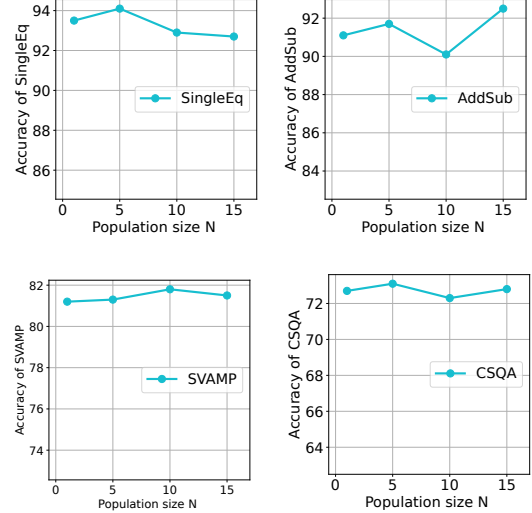 Accuracy of SingleEq
94
92
90
88
86
SingleEq
0 5 10 15
Population size N
Accuracy of AddSub
92
90
88
86
84
AddSub
0 5 10 15
Population size N
Accuracy of SVAMP
82
80
78
76
74
SVAMP
0 5 10 15
Population size N
Accuracy of CSQA
72
70
68
66
64
CSQA
0 5 10 15
Population size N